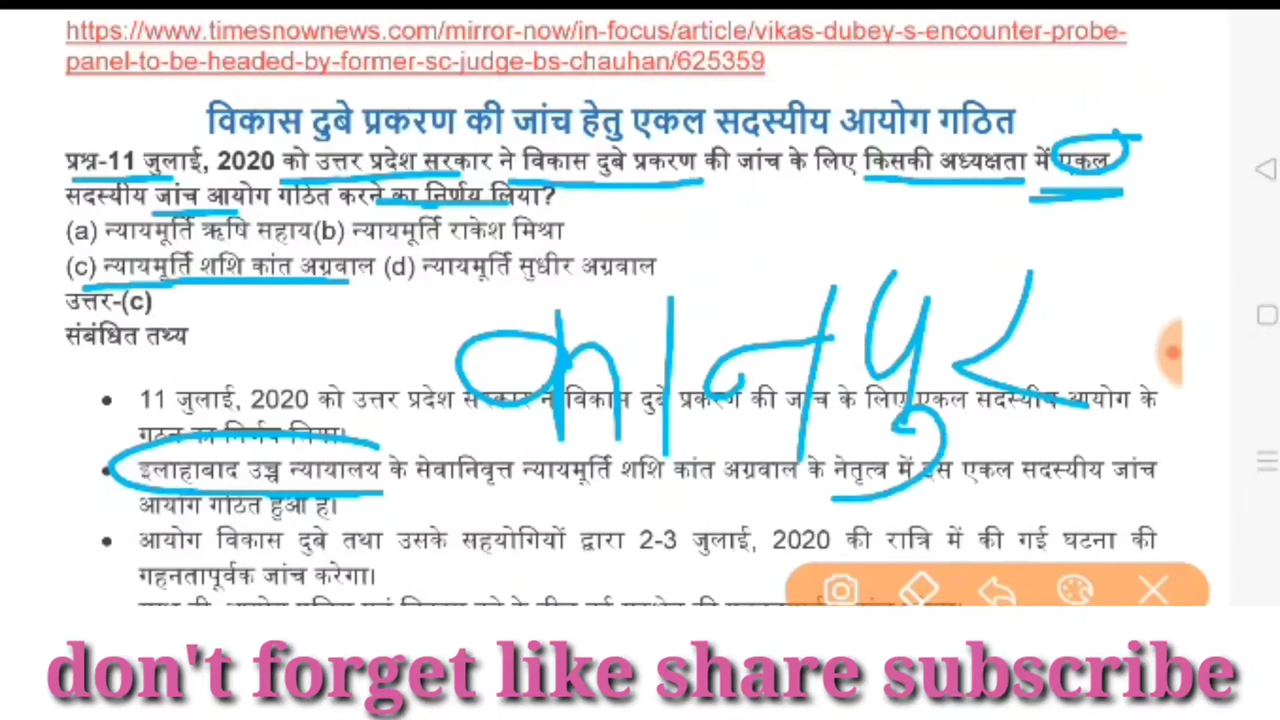 https://www.timesnownews.com/mirror-now/in-focus/article/vikas-dubey-s-encounter-probe-
panel-to-be-headed-by-former-sc-judge-bs-chauhan/625359
विकास दुबे प्रकरण की जांच हेतु एकल सदस्यीय आयोग गठित
प्रश्न-11 जुलाई, 2020 को उत्तर प्रदेश सरकार ने विकास दुबे प्रकरण की जांच के लिए किसकी अध्यक्षता में एकल
सदस्यीय जांच आयोग गठित करने का निर्णय लिया?
(a) न्यायमूर्ति ऋषि सहाय(b) न्यायमूर्ति राकेश मिश्रा
(c) न्यायमूर्ति शशि कांत अग्रवाल (d) न्यायमूर्ति सुधीर अग्रवाल
उत्तर-(c)
संबंधित तथ्य
कानपुर
• 11 जुलाई, 2020 को उत्तर प्रदेश सरकार ने विकास दुबे प्रकरण की जांच के लिए एकल सदस्यीय आयोग के
गठन का निर्णय लिया।
• इलाहाबाद उच्च न्यायालय के सेवानिवृत्त न्यायमूर्ति शशि कांत अग्रवाल के नेतृत्व में इस एकल सदस्यीय जांच
आयोग गठित हुआ है।
• आयोग विकास दुबे तथा उसके सहयोगियों द्वारा 2-3 जुलाई, 2020 की रात्रि में की गई घटना की
गहनतापूर्वक जांच करेगा।
don't forget like share subscribe